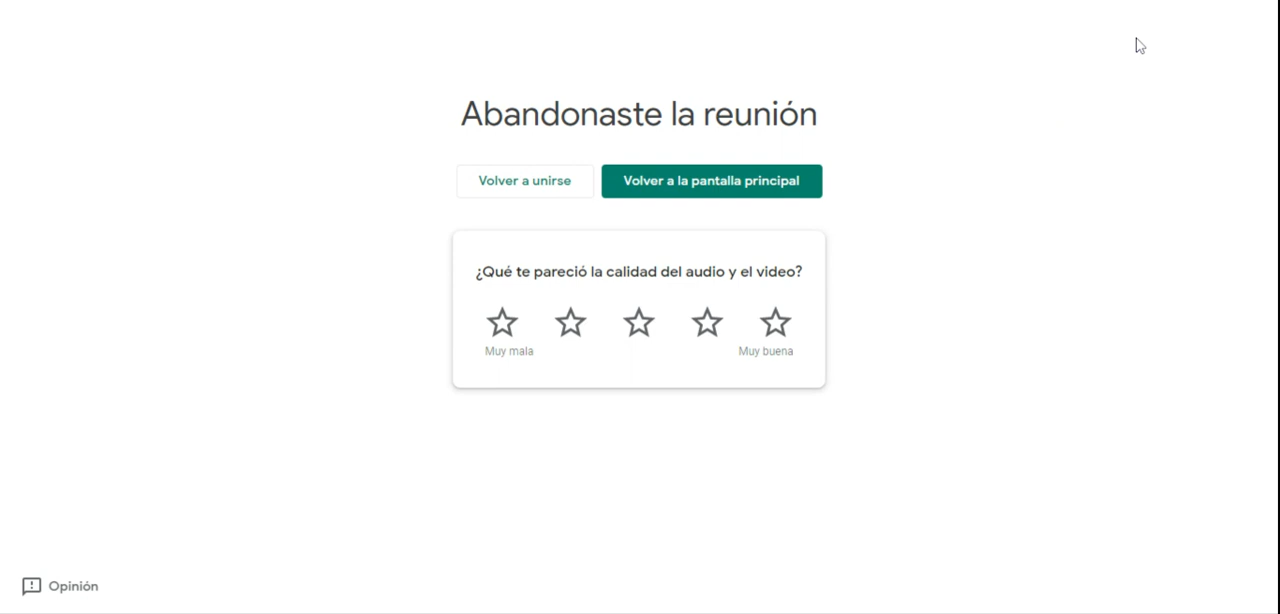 Abandonaste la reunión
Volver a unirse
Volver a la pantalla principal
¿Qué te pareció la calidad del audio y el video?
Muy mala
Muy buena
Opinión